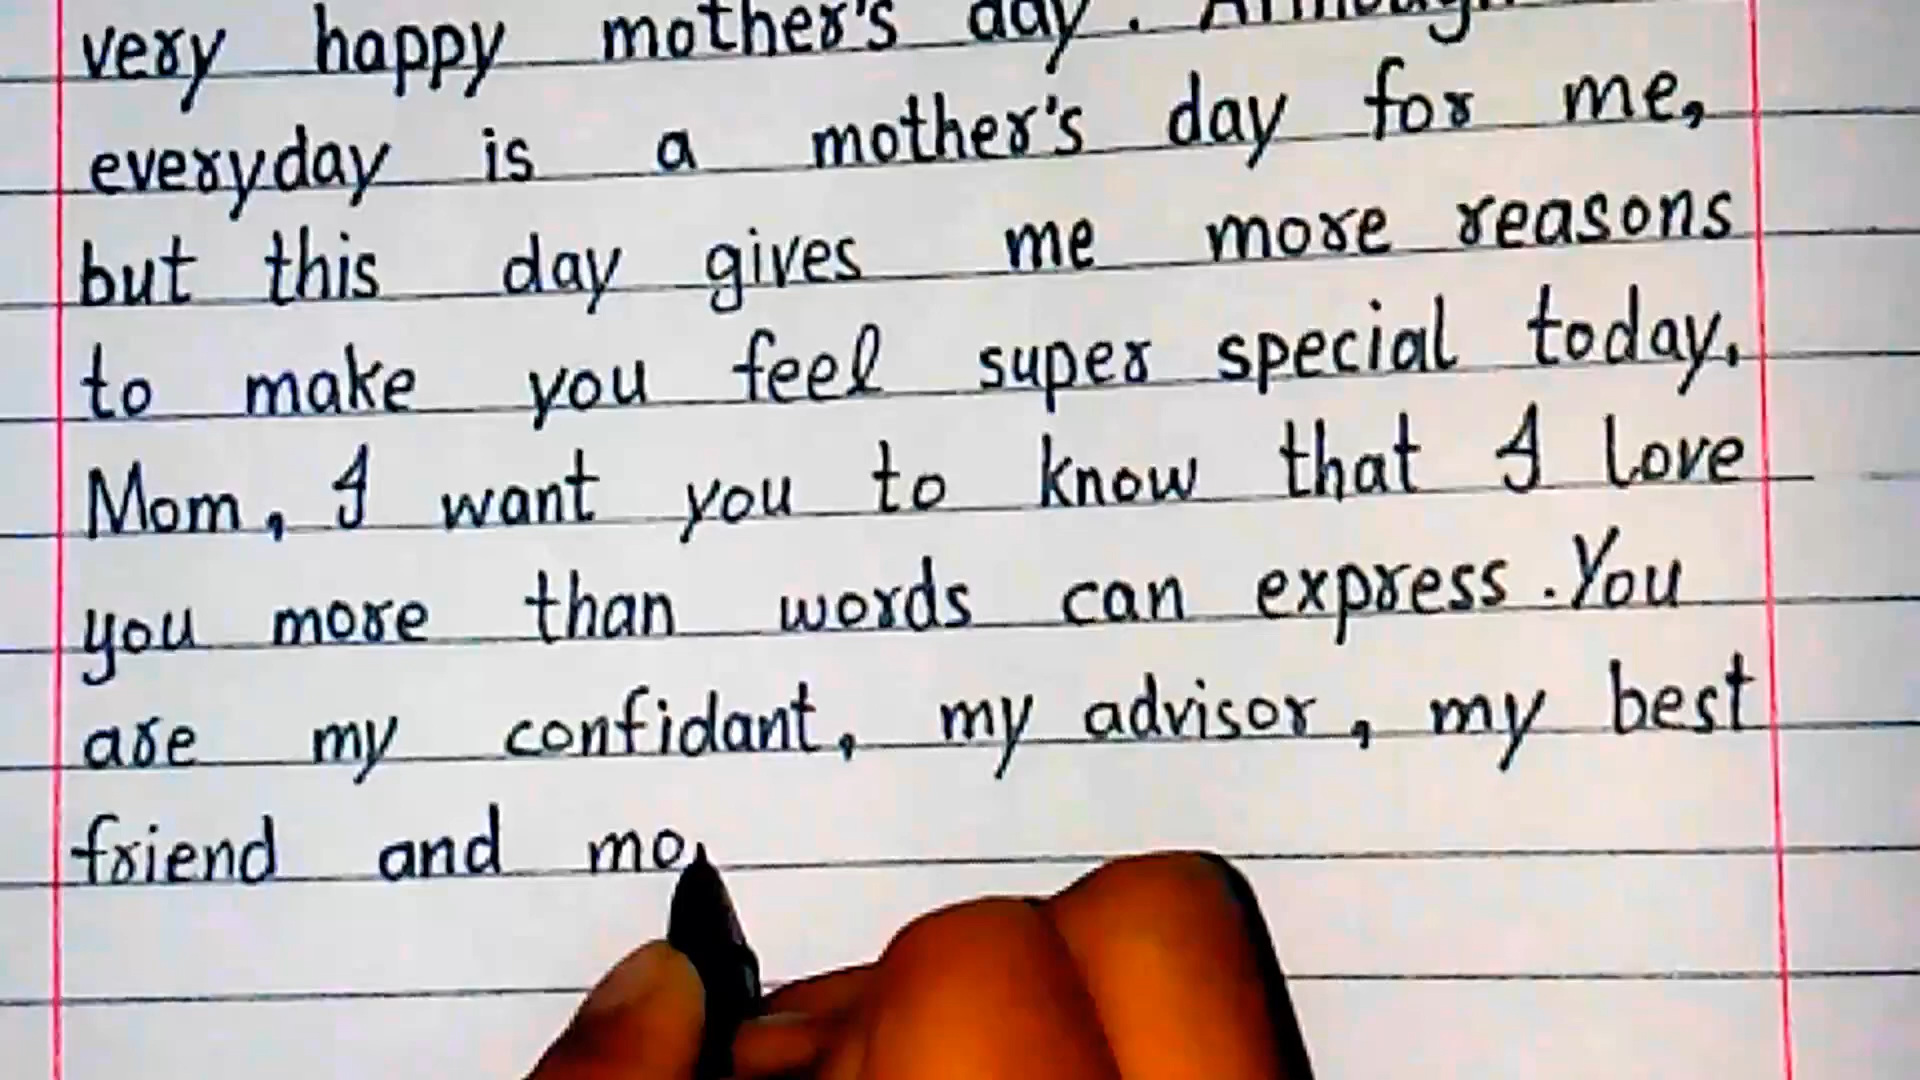 very happy mother's day. Although
everyday is a mother's day for me,
but this day gives me more reasons
to make you feel super special today.
Mom, I want you to know that I love
you more than words can express. You
are my confidant, my advisor, my best
friend and mo